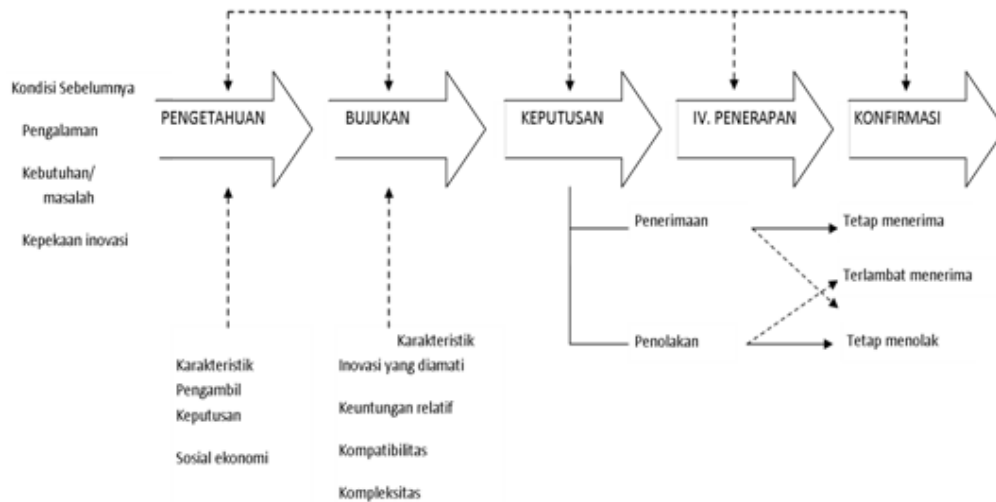 Kondisi Sebelumnya
Pengalaman
Kebutuhan/
masalah
Kepekaan inovasi
PENGETAHUAN
BUJUKAN
KEPUTUSAN
IV. PENERAPAN
KONFIRMASI
Penerimaan
Penolakan
Tetap menerima
Terlambat menerima
Tetap menolak
Karakteristik
Pengambil
Keputusan
Sosial ekonomi
Karakteristik
Inovasi yang diamati
Keuntungan relatif
Kompatibilitas
Kompleksitas